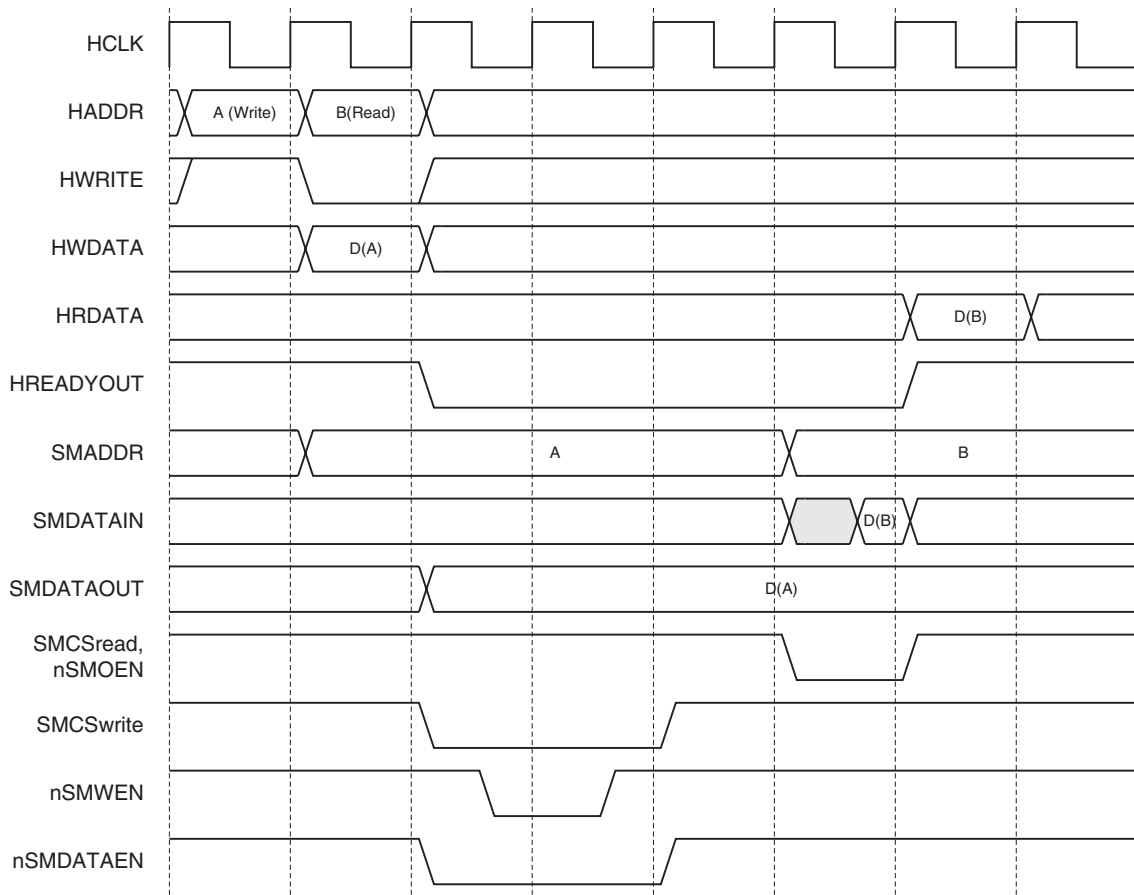 HCLK
HADDR
A (Write)
B(Read)
HWRITE
HWDATA
D(A)
HRDATA
D(B)
HREADYOUT
SMADDR
A
B
SMDATAIN
D(B)
SMDATAOUT
D(A)
SMCSread,
nSMOEN
SMCSwrite
nSMWEN
nSMDATAEN